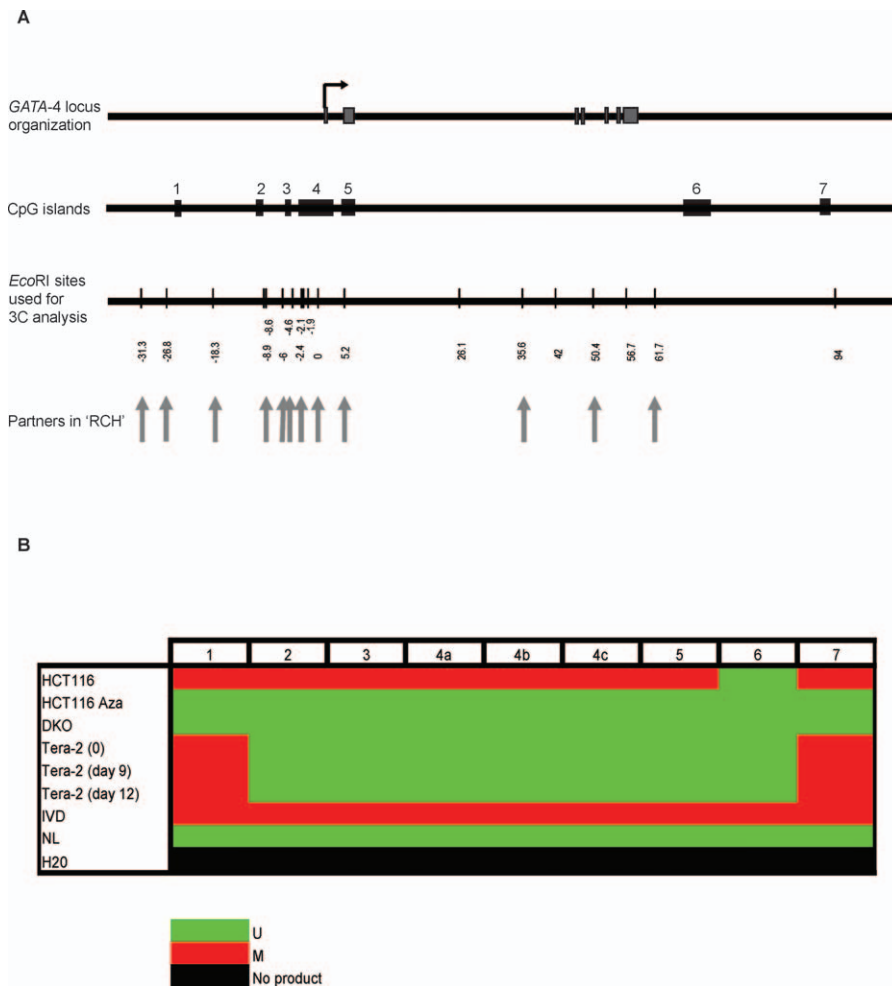 A
GATA-4 locus
organization
CpG islands
1 2 3 4 5 6 7
EcoRI sites
used for
3C analysis
-31.3 -26.8 -18.3 -8.9 -8.6 -6 -4.6 -2.4 -2.1 -1.9 0 5.2 26.1 35.6 42 50.4 56.7 61.7 94
Partners in 'RCH'
B
1 2 3 4a 4b 4c 5 6 7
HCT116
HCT116 Aza
DKO
Tera-2 (0)
Tera-2 (day 9)
Tera-2 (day 12)
IVD
NL
H20
U
M
No product